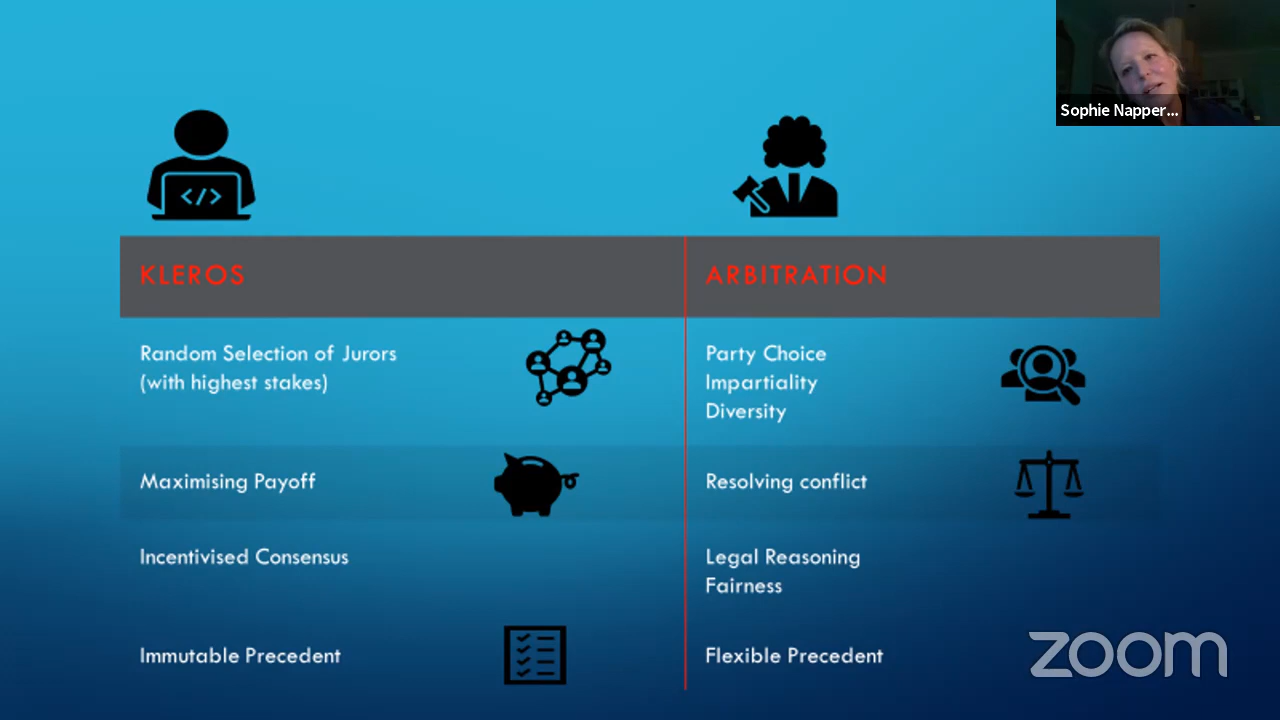 Sophie Napper...
</>
KLEROS
ARBITRATION
Random Selection of Jurors
(with highest stakes)
Party Choice
Impartiality
Diversity
Maximising Payoff
Resolving conflict
Incentivised Consensus
Legal Reasoning
Fairness
Immutable Precedent
Flexible Precedent
zoom